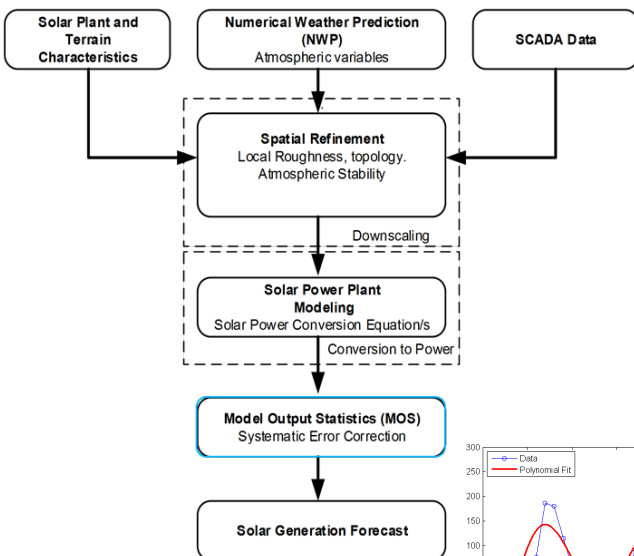 Solar Plant and
Terrain
Characteristics
Numerical Weather Prediction
(NWP)
Atmospheric variables
SCADA Data
Spatial Refinement
Local Roughness, topology.
Atmospheric Stability
Downscaling
Solar Power Plant
Modeling
Solar Power Conversion Equation/s
Conversion to Power
Model Output Statistics (MOS)
Systematic Error Correction
Solar Generation Forecast
300
250
200
150
100
Data
Polynomial Fit